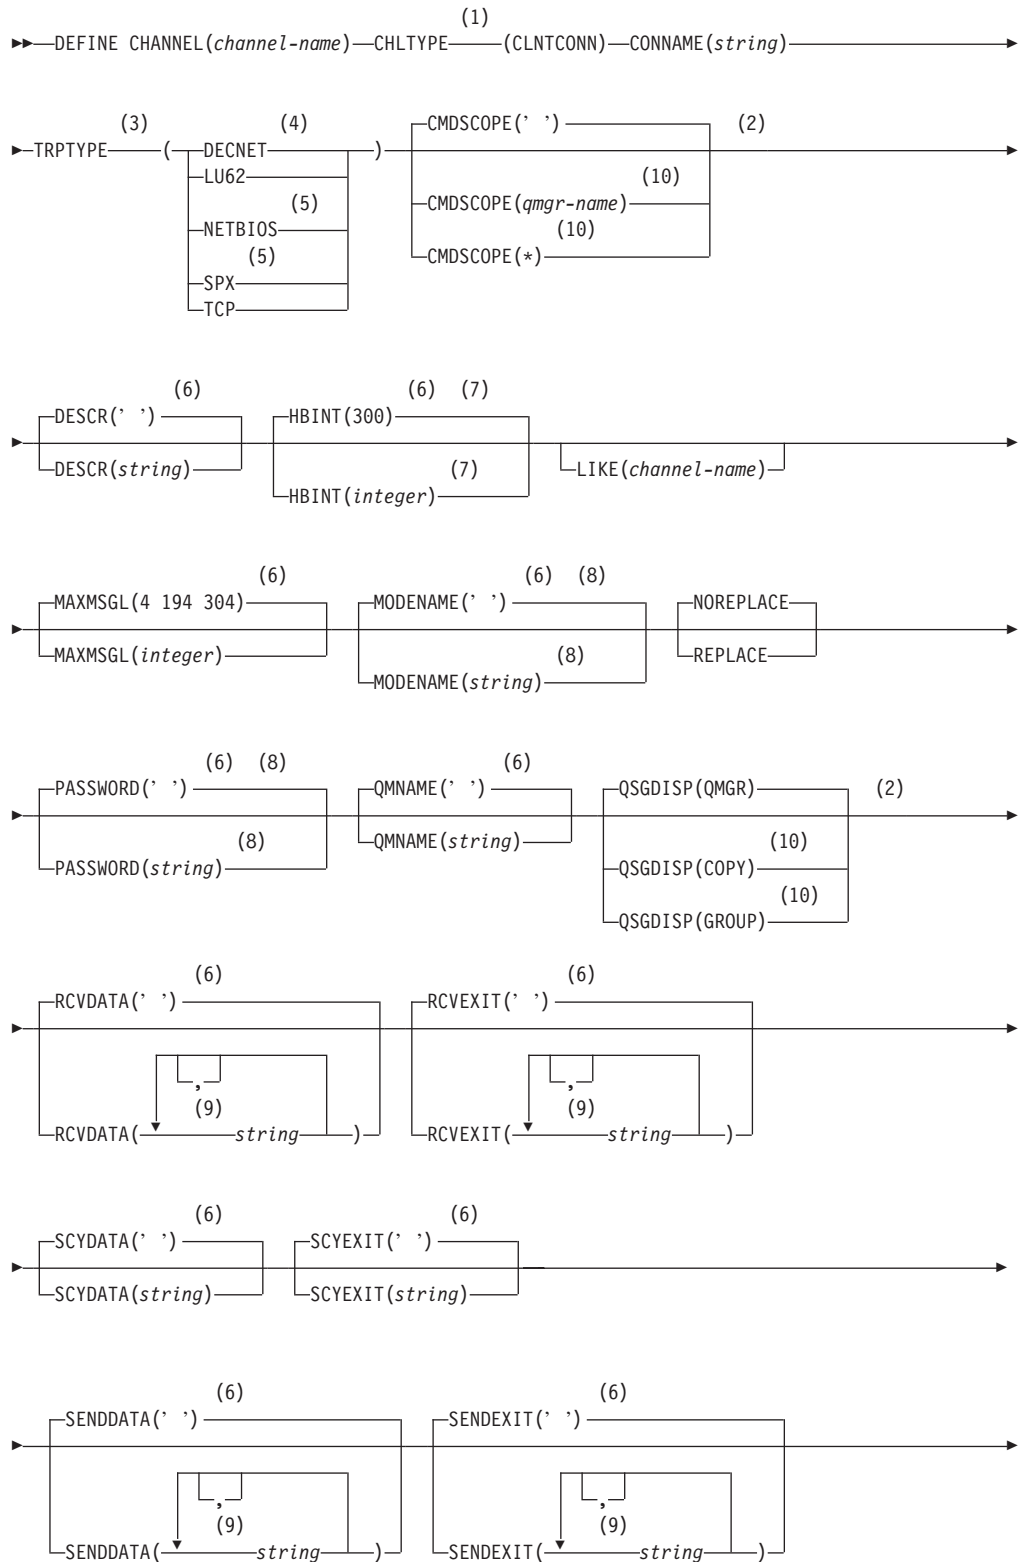 (1)
DEFINE CHANNEL(channel-name) CHLTYPE (CLNTCONN) CONNAME(string)
(3) (4) (2)
TRPTYPE ( DECNET ) CMDSCOPE(’ ’)
LU62 (10)
(5) CMDSCOPE(qmgr-name)
NETBIOS (10)
(5) CMDSCOPE(*)
SPX
TCP
(6) (6) (7)
DESCR(’ ’) HBINT(300)
DESCR(string) (7) LIKE(channel-name)
HBINT(integer)
(6) (6) (8)
MAXMSGL(4 194 304) MODENAME(’ ’) NOREPLACE
MAXMSGL(integer) (8) REPLACE
MODENAME(string)
(6) (8) (6) (2)
PASSWORD(’ ’) QMNAME(’ ’) QSGDISP(QMGR)
(8) QMNAME(string) (10)
PASSWORD(string) QSGDISP(COPY)
(10)
QSGDISP(GROUP)
(6) (6)
RCVDATA(’ ’) RCVEXIT(’ ’)
, ,
(9) (9)
RCVDATA( string ) RCVEXIT( string )
(6) (6)
SCYDATA(’ ’) SCYEXIT(’ ’)
SCYDATA(string) SCYEXIT(string)
(6) (6)
SENDDATA(’ ’) SENDEXIT(’ ’)
, ,
(9) (9)
SENDDATA( string ) SENDEXIT( string )